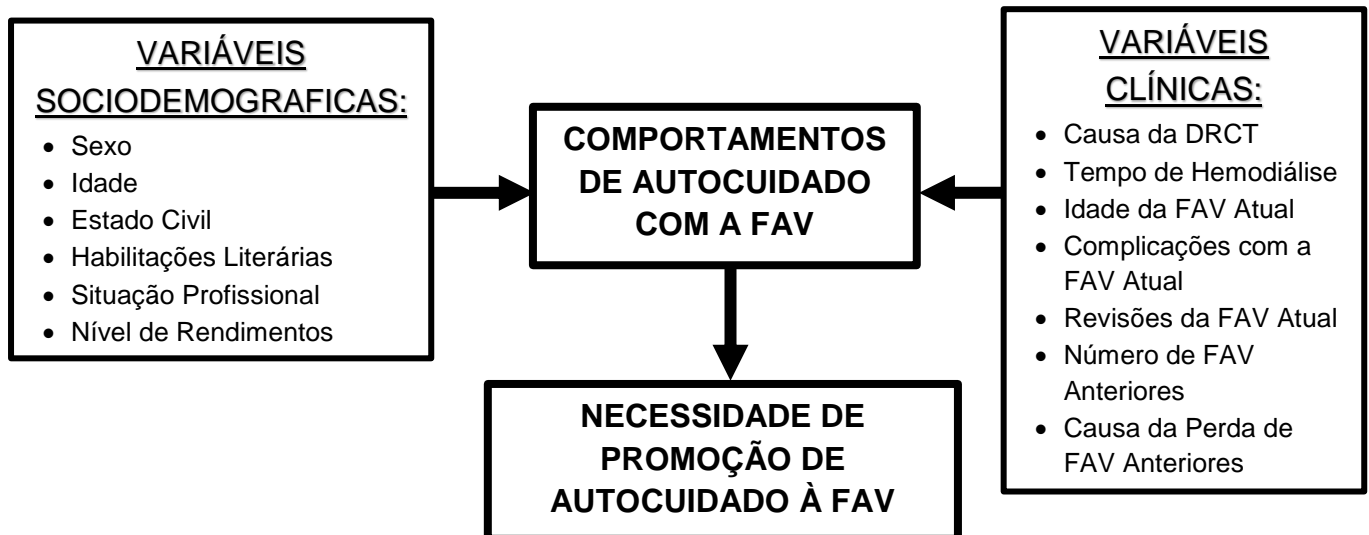 VARIÁVEIS
SOCIODEMOGRAFICAS:
• Sexo
• Idade
• Estado Civil
• Habilitações Literárias
• Situação Profissional
• Nível de Rendimentos
COMPORTAMENTOS
DE AUTOCUIDADO
COM A FAV
VARIÁVEIS
CLÍNICAS:
• Causa da DRCT
• Tempo de Hemodiálise
• Idade da FAV Atual
• Complicações com a
FAV Atual
• Revisões da FAV Atual
• Número de FAV
Anteriores
• Causa da Perda de
FAV Anteriores
NECESSIDADE DE
PROMOÇÃO DE
AUTOCUIDADO À FAV